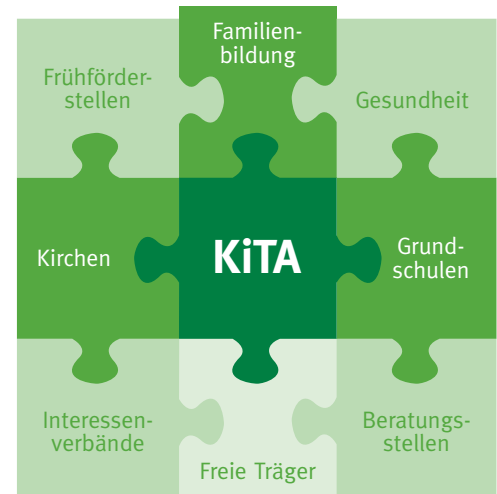 Familien-
bildung
Frühförder-
stellen
Gesundheit
Kirchen
KiTA
Grund-
schulen
Interessen-
verbände
Freie Träger
Beratungs-
stellen